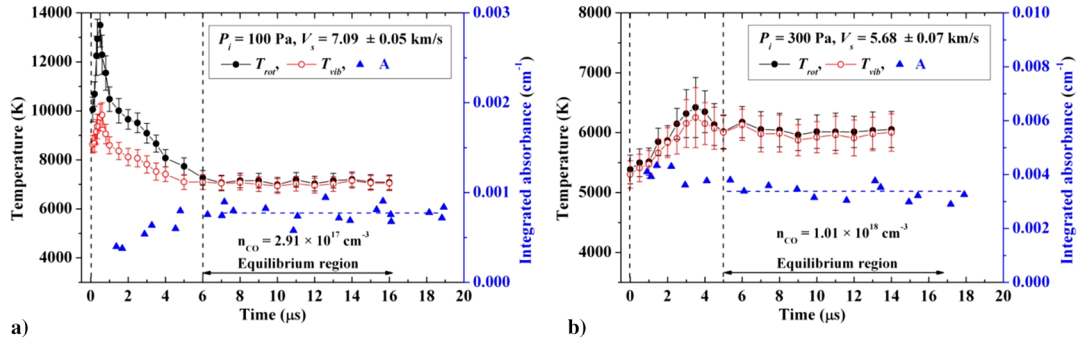 14000
12000
10000
8000
6000
4000
Temperature (K)
P_i = 100 Pa, V_s = 7.09 ± 0.05 km/s
T_rot, T_vib, A
n_CO = 2.91 × 10^17 cm^-3
Equilibrium region
0 2 4 6 8 10 12 14 16 18 20
Time (μs)
0.003
0.002
0.001
0.000
Integrated absorbance (cm^-1)
a)
8000
7000
6000
5000
4000
Temperature (K)
P_i = 300 Pa, V_s = 5.68 ± 0.07 km/s
T_rot, T_vib, A
n_CO = 1.01 × 10^18 cm^-3
Equilibrium region
0 2 4 6 8 10 12 14 16 18 20
Time (μs)
0.010
0.008
0.006
0.004
0.002
0.000
Integrated absorbance (cm^-1)
b)